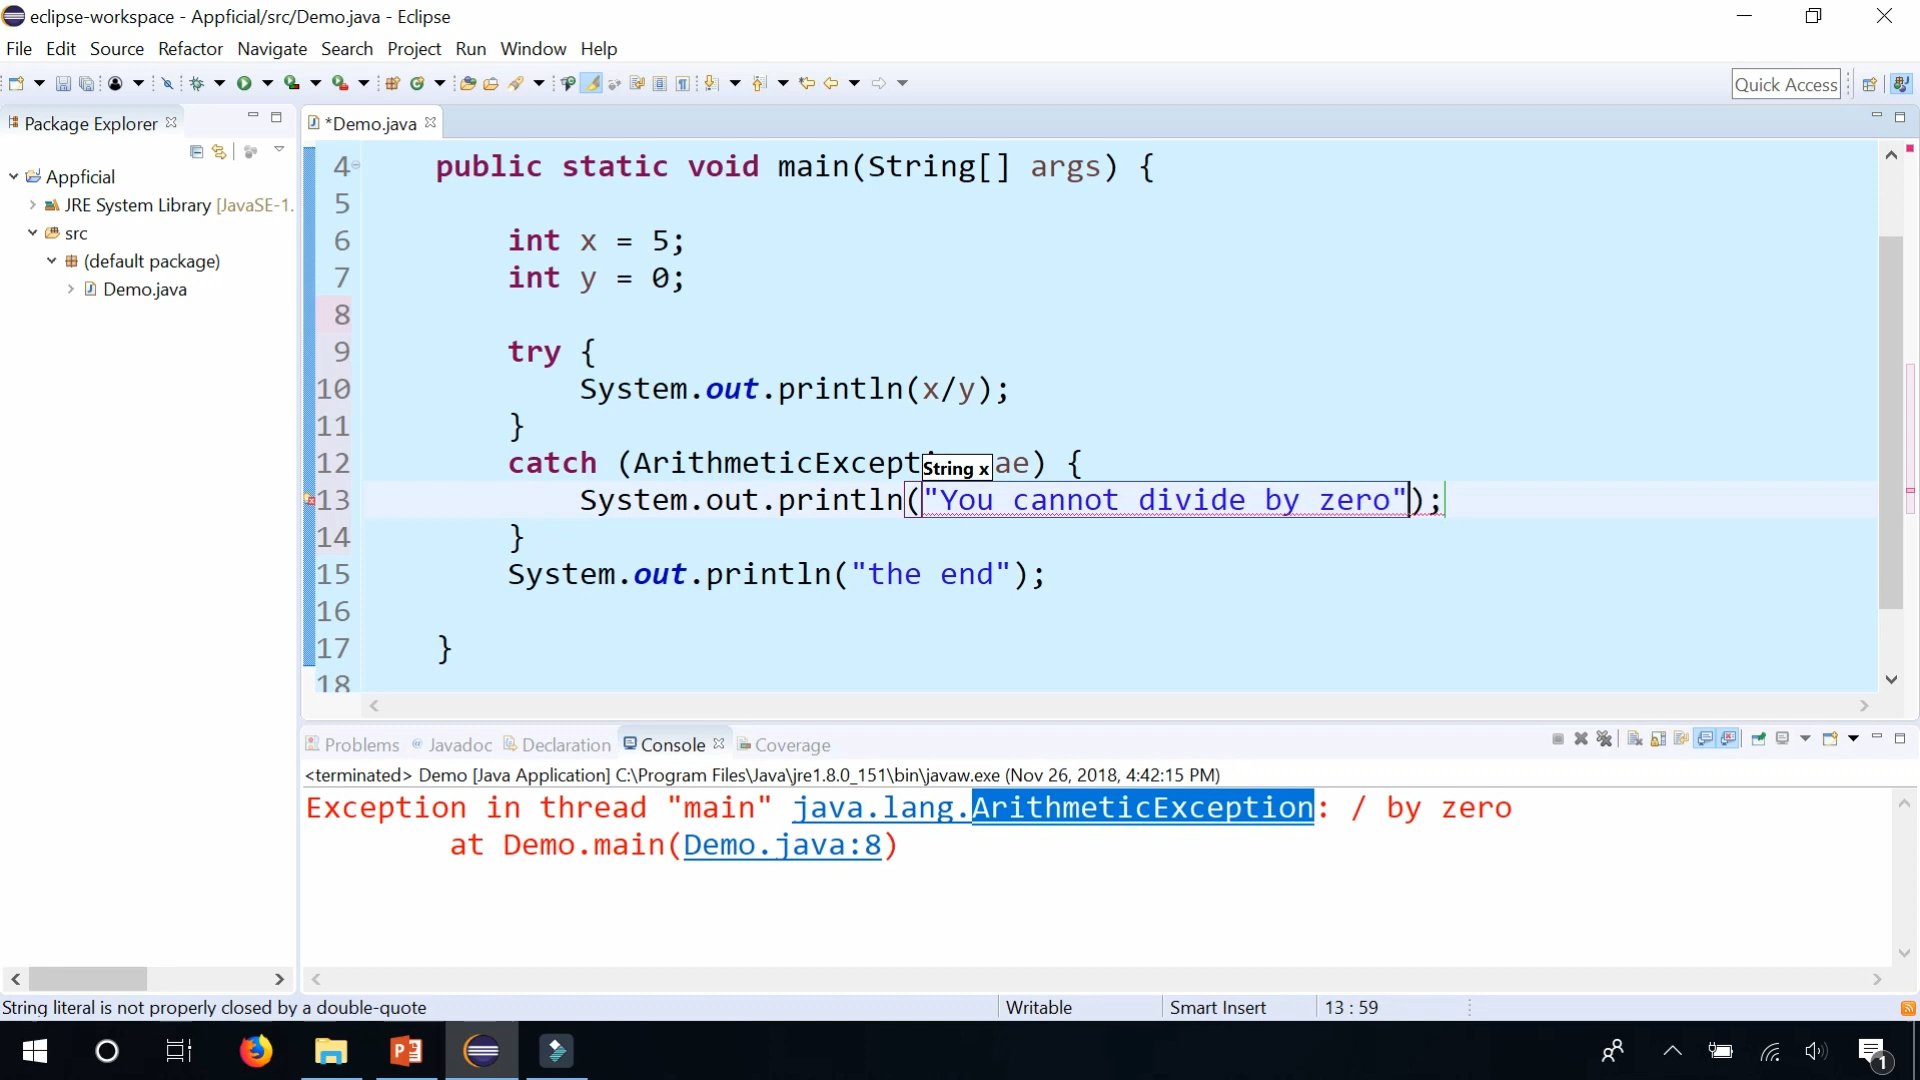 eclipse-workspace - Appficial/src/Demo.java - Eclipse
File Edit Source Refactor Navigate Search Project Run Window Help
Quick Access
Package Explorer
*Demo.java
Appficial
JRE System Library [JavaSE-1.
src
(default package)
Demo.java
4 public static void main(String[] args) {
5
6 int x = 5;
7 int y = 0;
8
9 try {
10 System.out.println(x/y);
11 }
12 catch (ArithmeticExcept ae) {
String x
13 System.out.println("You cannot divide by zero");
14 }
15 System.out.println("the end");
16
17 }
18
Problems Javadoc Declaration Console Coverage
<terminated> Demo [Java Application] C:\Program Files\Java\jre1.8.0_151\bin\javaw.exe (Nov 26, 2018, 4:42:15 PM)
Exception in thread "main" java.lang.ArithmeticException: / by zero
at Demo.main(Demo.java:8)
String literal is not properly closed by a double-quote
Writable
Smart Insert
13 : 59
1